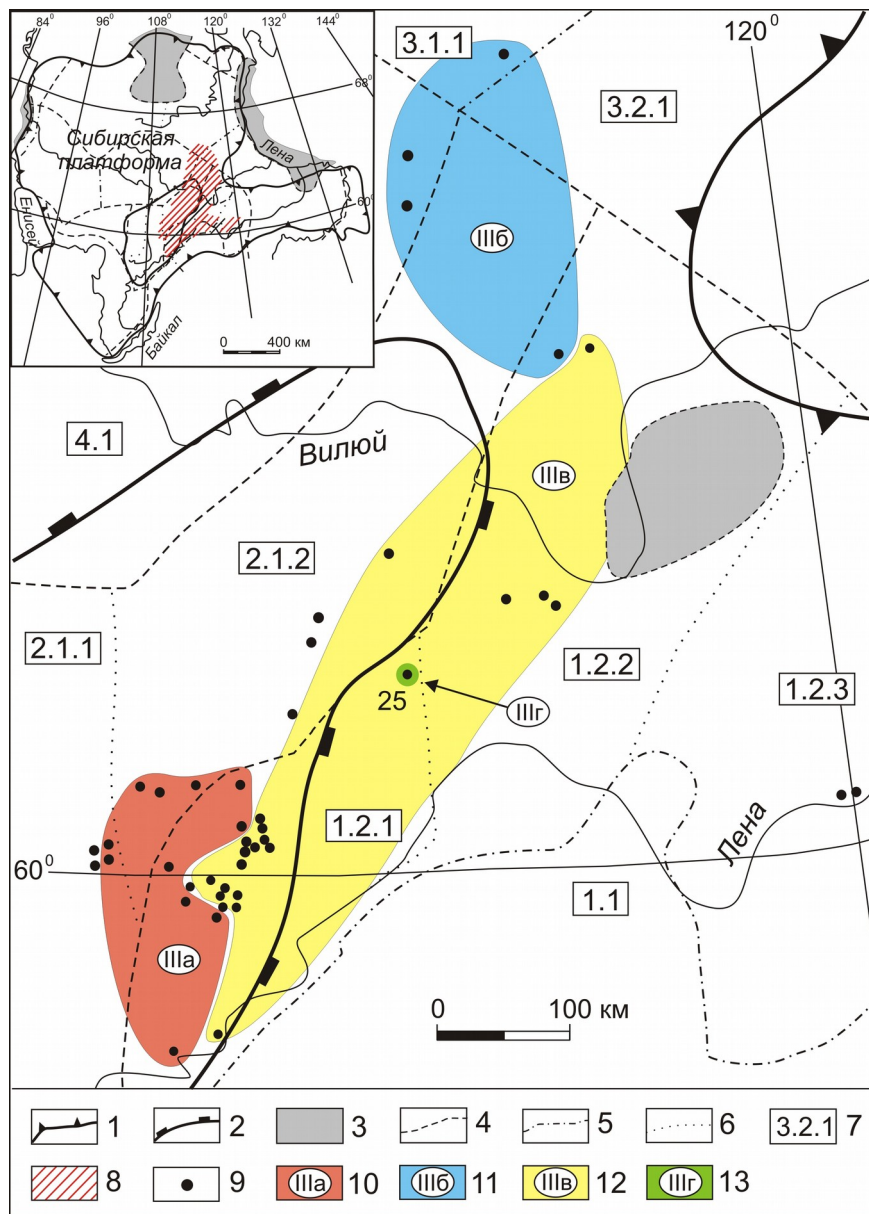 84⁰ 96⁰ 108⁰ 120⁰ 132⁰ 144⁰
68⁰
Сибирская
платформа
Лена
60⁰
Енисей
Байкал
0 400 км
3.1.1
120⁰
3.2.1
IIIб
4.1
Вилюй
IIIв
2.1.2
2.1.1
1.2.2
1.2.3
25
IIIг
1.2.1
Лена
60⁰
1.1
IIIа
0 100 км
1 2 3 4 5 6 3.2.1 7
8 9 IIIа 10 IIIб 11 IIIв 12 IIIг 13